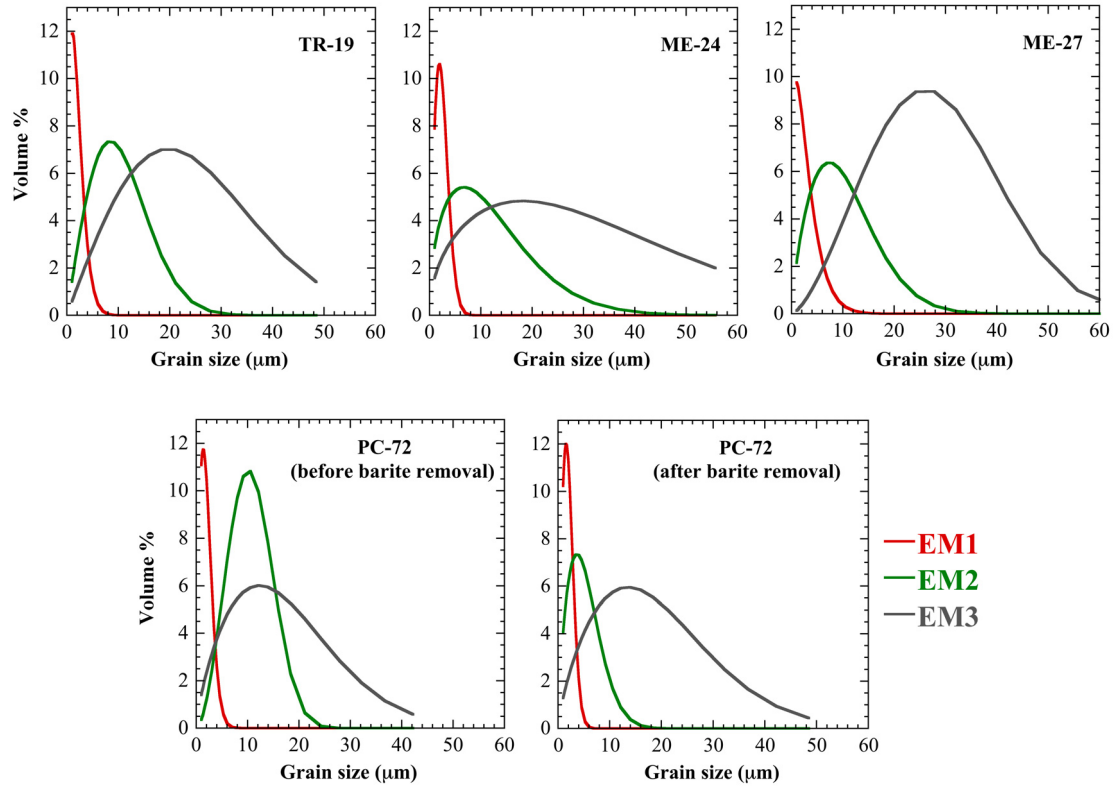 TR-19
12
10
8
6
4
2
0
Volume %
0 10 20 30 40 50 60
Grain size (μm)
ME-24
12
10
8
6
4
2
0
0 10 20 30 40 50 60
Grain size (μm)
ME-27
12
10
8
6
4
2
0
0 10 20 30 40 50 60
Grain size (μm)
PC-72
(before barite removal)
12
10
8
6
4
2
0
Volume %
0 10 20 30 40 50 60
Grain size (μm)
PC-72
(after barite removal)
12
10
8
6
4
2
0
0 10 20 30 40 50 60
Grain size (μm)
EM1
EM2
EM3